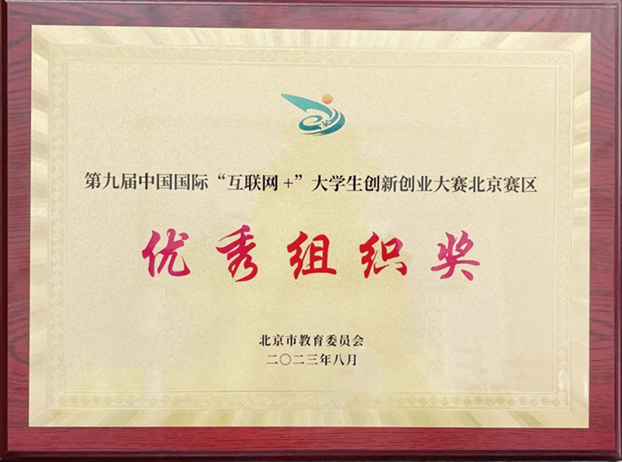 第九届中国国际“互联网+”大学生创新创业大赛北京赛区
优秀组织奖
北京市教育委员会
二〇二三年八月